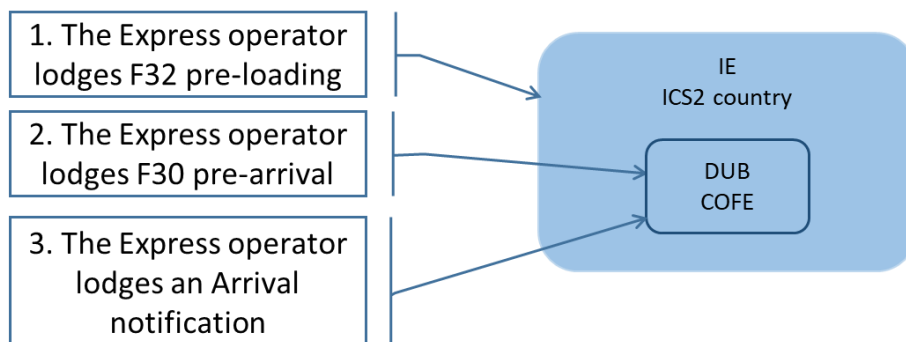 1. The Express operator
lodges F32 pre-loading
2. The Express operator
lodges F30 pre-arrival
3. The Express operator
lodges an Arrival
notification
IE
ICS2 country
DUB
COFE